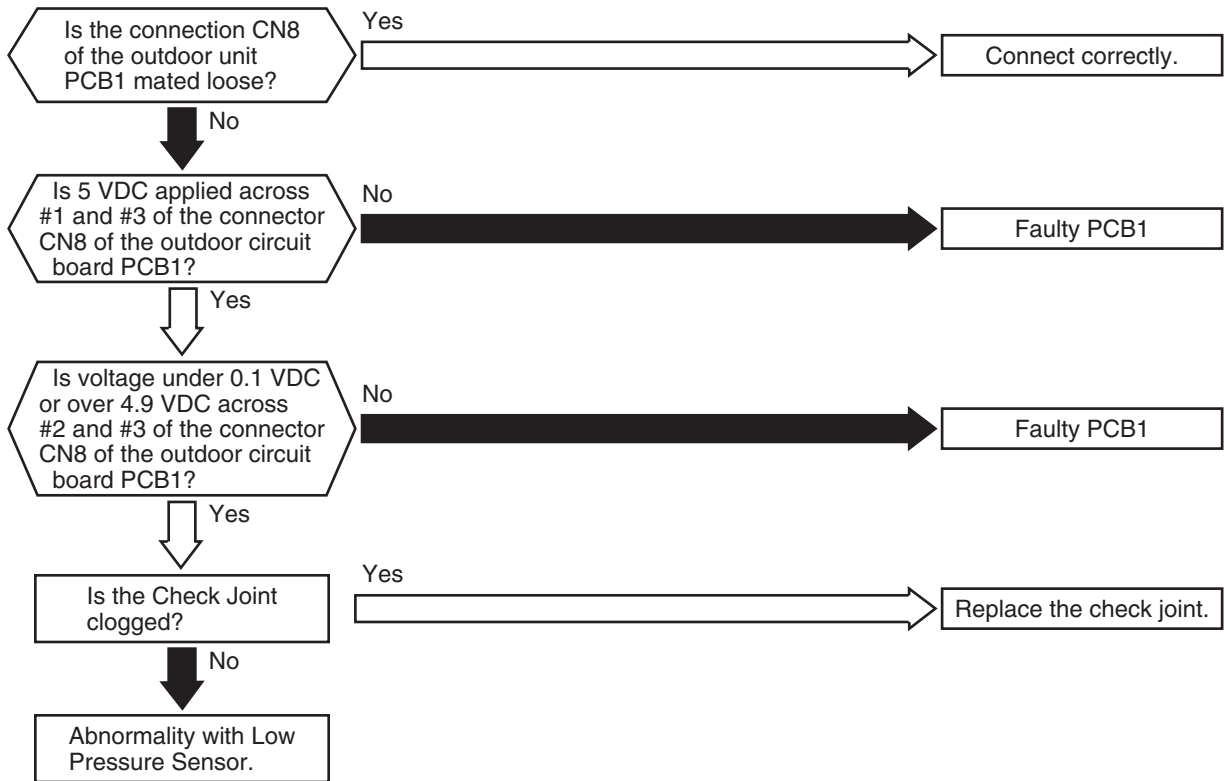 Is the connection CN8
of the outdoor unit
PCB1 mated loose?
Yes
Connect correctly.
No
Is 5 VDC applied across
#1 and #3 of the connector
CN8 of the outdoor circuit
board PCB1?
No
Faulty PCB1
Yes
Is voltage under 0.1 VDC
or over 4.9 VDC across
#2 and #3 of the connector
CN8 of the outdoor circuit
board PCB1?
No
Faulty PCB1
Yes
Is the Check Joint
clogged?
Yes
Replace the check joint.
No
Abnormality with Low
Pressure Sensor.